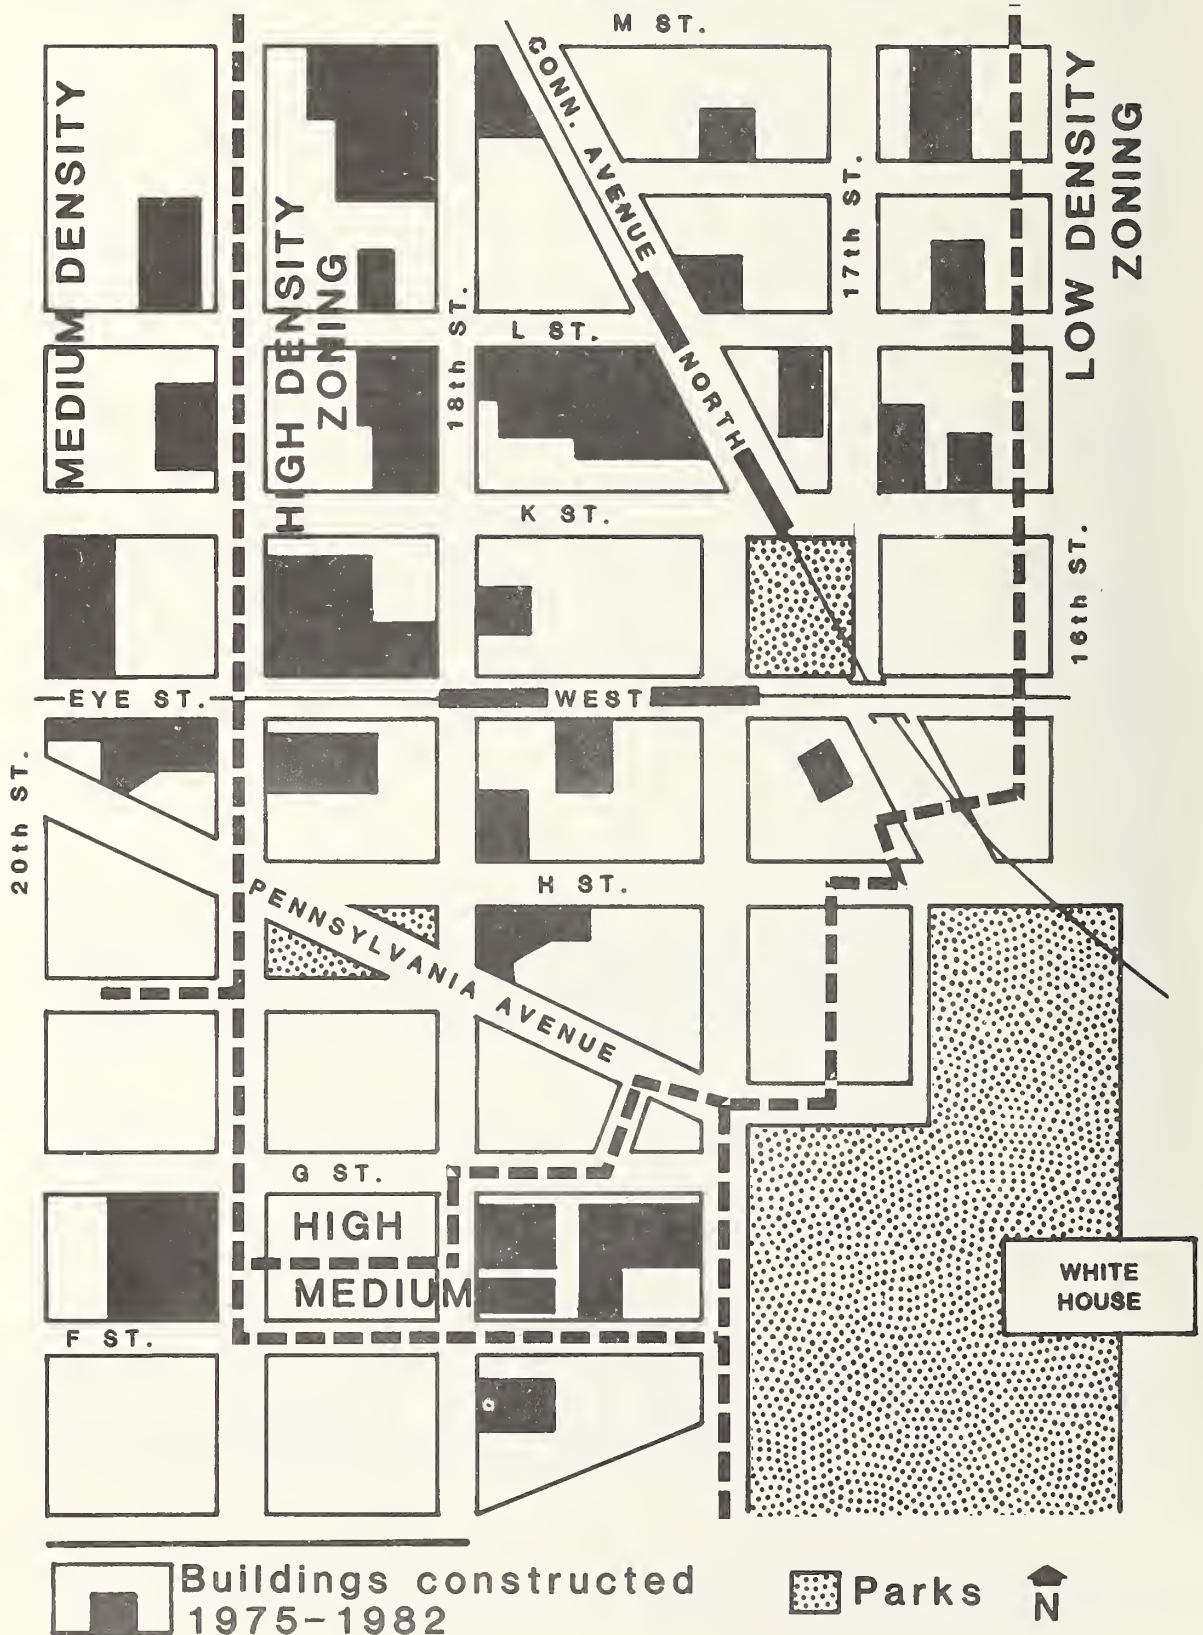 M ST.
CONN. AVENUE
MEDIUM DENSITY
HIGH DENSITY
ZONING
18th ST.
17th ST.
LOW DENSITY
ZONING
L ST.
NORTH
K ST.
16th ST.
EYE ST.
WEST
20th ST.
H ST.
PENNSYLVANIA AVENUE
G ST.
HIGH
MEDIUM
WHITE
HOUSE
F ST.
Buildings constructed
1975-1982
Parks
N